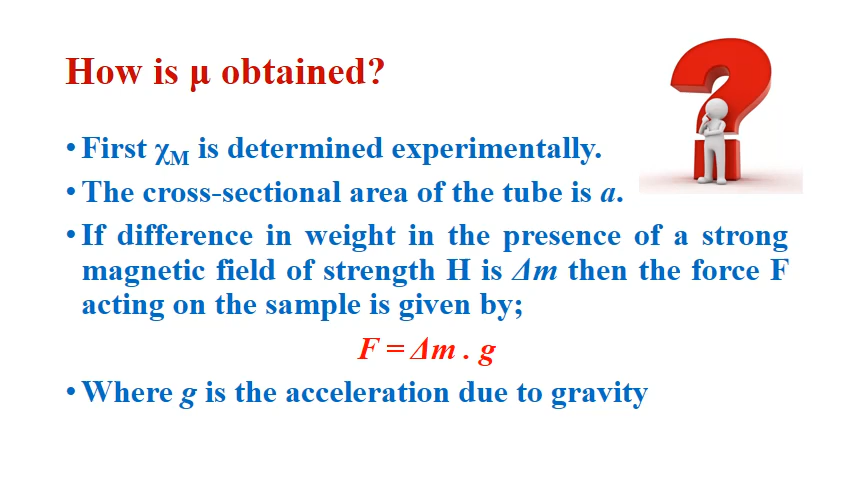 How is μ obtained?
• First χM is determined experimentally.
• The cross-sectional area of the tube is a.
• If difference in weight in the presence of a strong
magnetic field of strength H is Δm then the force F
acting on the sample is given by;
F = Δm . g
• Where g is the acceleration due to gravity